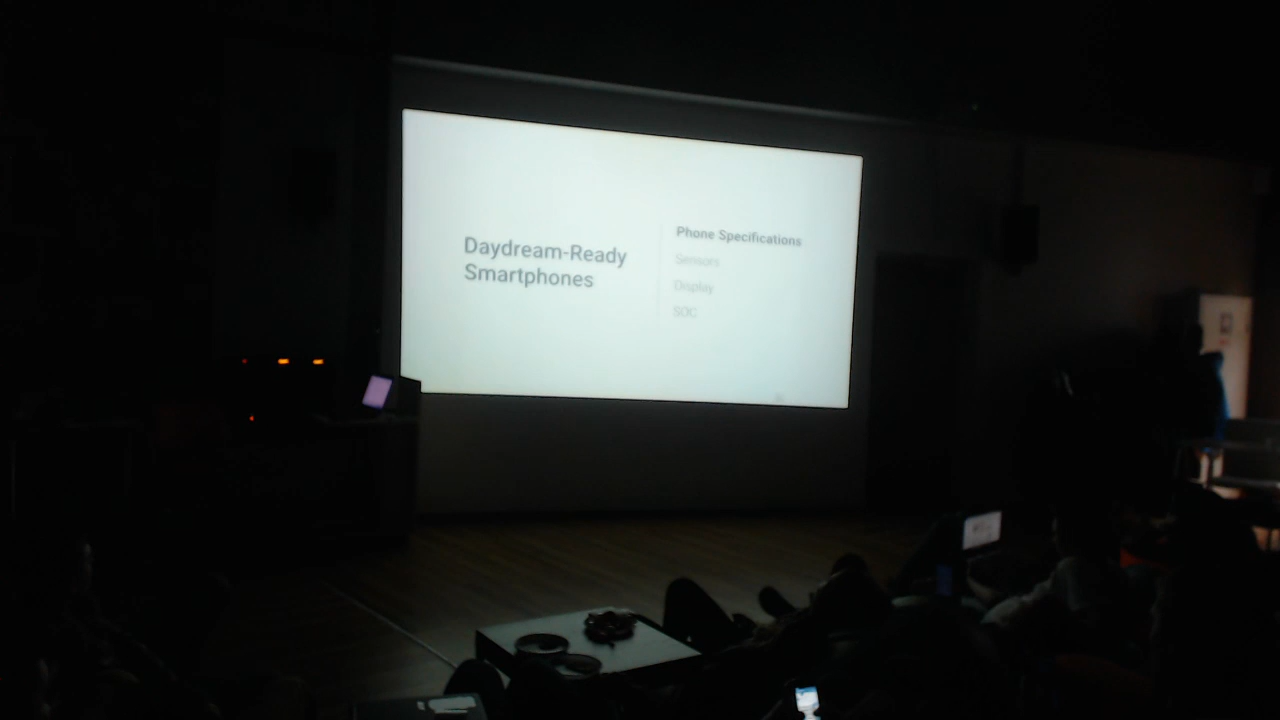 Daydream-Ready
Smartphones
Phone Specifications
Sensors
Display
SOC